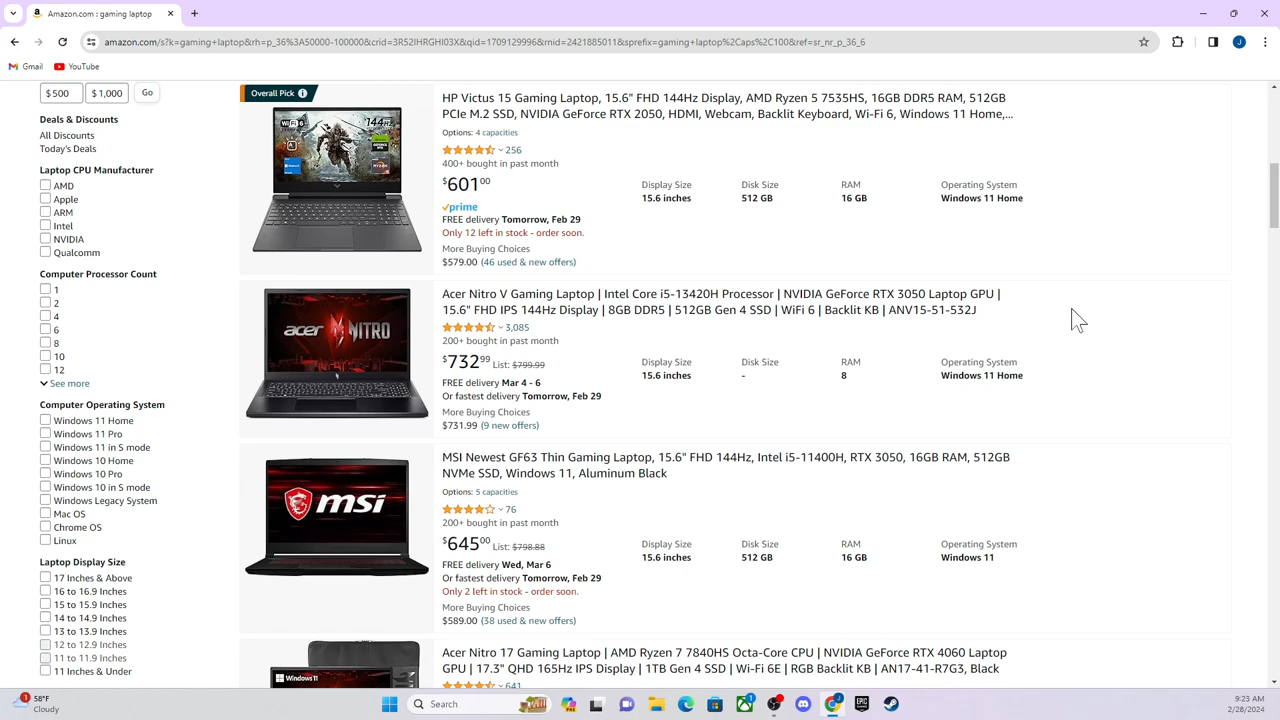 Amazon.com : gaming laptop
amazon.com/s?k=gaming+laptop&rh=p_36%3A50000-100000&crid=3R52IHRGHI03X&qid=1709129996&rnid=2421885011&sprefix=gaming+laptop%2Caps%2C100&ref=sr_nr_p_36_6
J
Gmail
YouTube
$500 $1,000 Go
Deals & Discounts
All Discounts
Today's Deals
Laptop CPU Manufacturer
AMD
Apple
ARM
Intel
NVIDIA
Qualcomm
Computer Processor Count
1
2
4
6
8
10
12
See more
Computer Operating System
Windows 11 Home
Windows 11 Pro
Windows 11 in S mode
Windows 10 Home
Windows 10 Pro
Windows 10 in S mode
Windows Legacy System
Mac OS
Chrome OS
Linux
Laptop Display Size
17 Inches & Above
16 to 16.9 Inches
15 to 15.9 Inches
14 to 14.9 Inches
13 to 13.9 Inches
12 to 12.9 Inches
11 to 11.9 Inches
11 Inches & Under
Overall Pick
144Hz
HP Victus 15 Gaming Laptop, 15.6" FHD 144Hz Display, AMD Ryzen 5 7535HS, 16GB DDR5 RAM, 512GB
PCIe M.2 SSD, NVIDIA GeForce RTX 2050, HDMI, Webcam, Backlit Keyboard, Wi-Fi 6, Windows 11 Home,...
Options: 4 capacities
256
400+ bought in past month
$601 00
Display Size Disk Size RAM Operating System
15.6 inches 512 GB 16 GB Windows 11 Home
prime
FREE delivery Tomorrow, Feb 29
Only 12 left in stock - order soon.
More Buying Choices
$579.00 (46 used & new offers)
acer NITRO
Acer Nitro V Gaming Laptop | Intel Core i5-13420H Processor | NVIDIA GeForce RTX 3050 Laptop GPU |
15.6" FHD IPS 144Hz Display | 8GB DDR5 | 512GB Gen 4 SSD | WiFi 6 | Backlit KB | ANV15-51-532J
3,085
200+ bought in past month
$732 99 List: $799.99
Display Size Disk Size RAM Operating System
15.6 inches - 8 Windows 11 Home
FREE delivery Mar 4 - 6
Or fastest delivery Tomorrow, Feb 29
More Buying Choices
$731.99 (9 new offers)
msi
MSI Newest GF63 Thin Gaming Laptop, 15.6" FHD 144Hz, Intel i5-11400H, RTX 3050, 16GB RAM, 512GB
NVMe SSD, Windows 11, Aluminum Black
Options: 5 capacities
76
200+ bought in past month
$645 00 List: $798.88
Display Size Disk Size RAM Operating System
15.6 inches 512 GB 16 GB Windows 11
FREE delivery Wed, Mar 6
Or fastest delivery Tomorrow, Feb 29
Only 2 left in stock - order soon.
More Buying Choices
$589.00 (38 used & new offers)
Windows 11
Acer Nitro 17 Gaming Laptop | AMD Ryzen 7 7840HS Octa-Core CPU | NVIDIA GeForce RTX 4060 Laptop
GPU | 17.3" QHD 165Hz IPS Display | 1TB Gen 4 SSD | Wi-Fi 6E | RGB Backlit KB | AN17-41-R7G3, Black
641
1
58°F
Cloudy
Search
1
EPIC
9:23 AM
2/28/2024